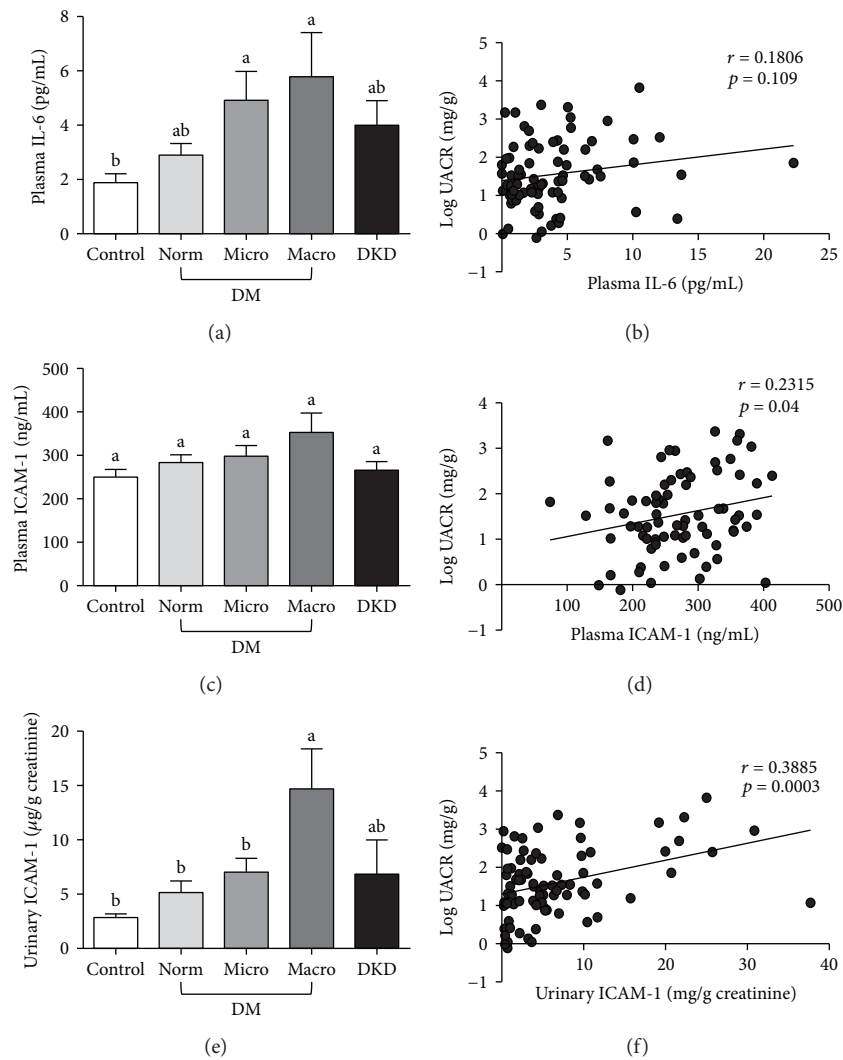 Plasma IL-6 (pg/mL)
8
6
4
2
0
b
ab
a
a
ab
Control Norm Micro Macro DKD
DM
(a)
Log UACR (mg/g)
5
4
3
2
1
0
−1
r = 0.1806
p = 0.109
5 10 15 20 25
Plasma IL-6 (pg/mL)
(b)
Plasma ICAM-1 (ng/mL)
500
400
300
200
100
0
a
a
a
a
a
Control Norm Micro Macro DKD
DM
(c)
Log UACR (mg/g)
4
3
2
1
0
−1
r = 0.2315
p = 0.04
100 200 300 400 500
Plasma ICAM-1 (ng/mL)
(d)
Urinary ICAM-1 (μg/g creatinine)
20
15
10
5
0
b
b
b
a
ab
Control Norm Micro Macro DKD
DM
(e)
Log UACR (mg/g)
5
4
3
2
1
0
−1
r = 0.3885
p = 0.0003
10 20 30 40
Urinary ICAM-1 (mg/g creatinine)
(f)